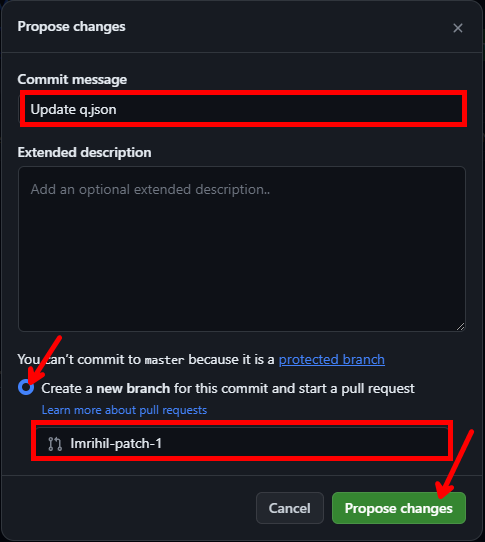 Propose changes
Commit message
Update q.json
Extended description
Add an optional extended description..
You can't commit to master because it is a protected branch
Create a new branch for this commit and start a pull request
Learn more about pull requests
lmrihil-patch-1
Cancel
Propose changes